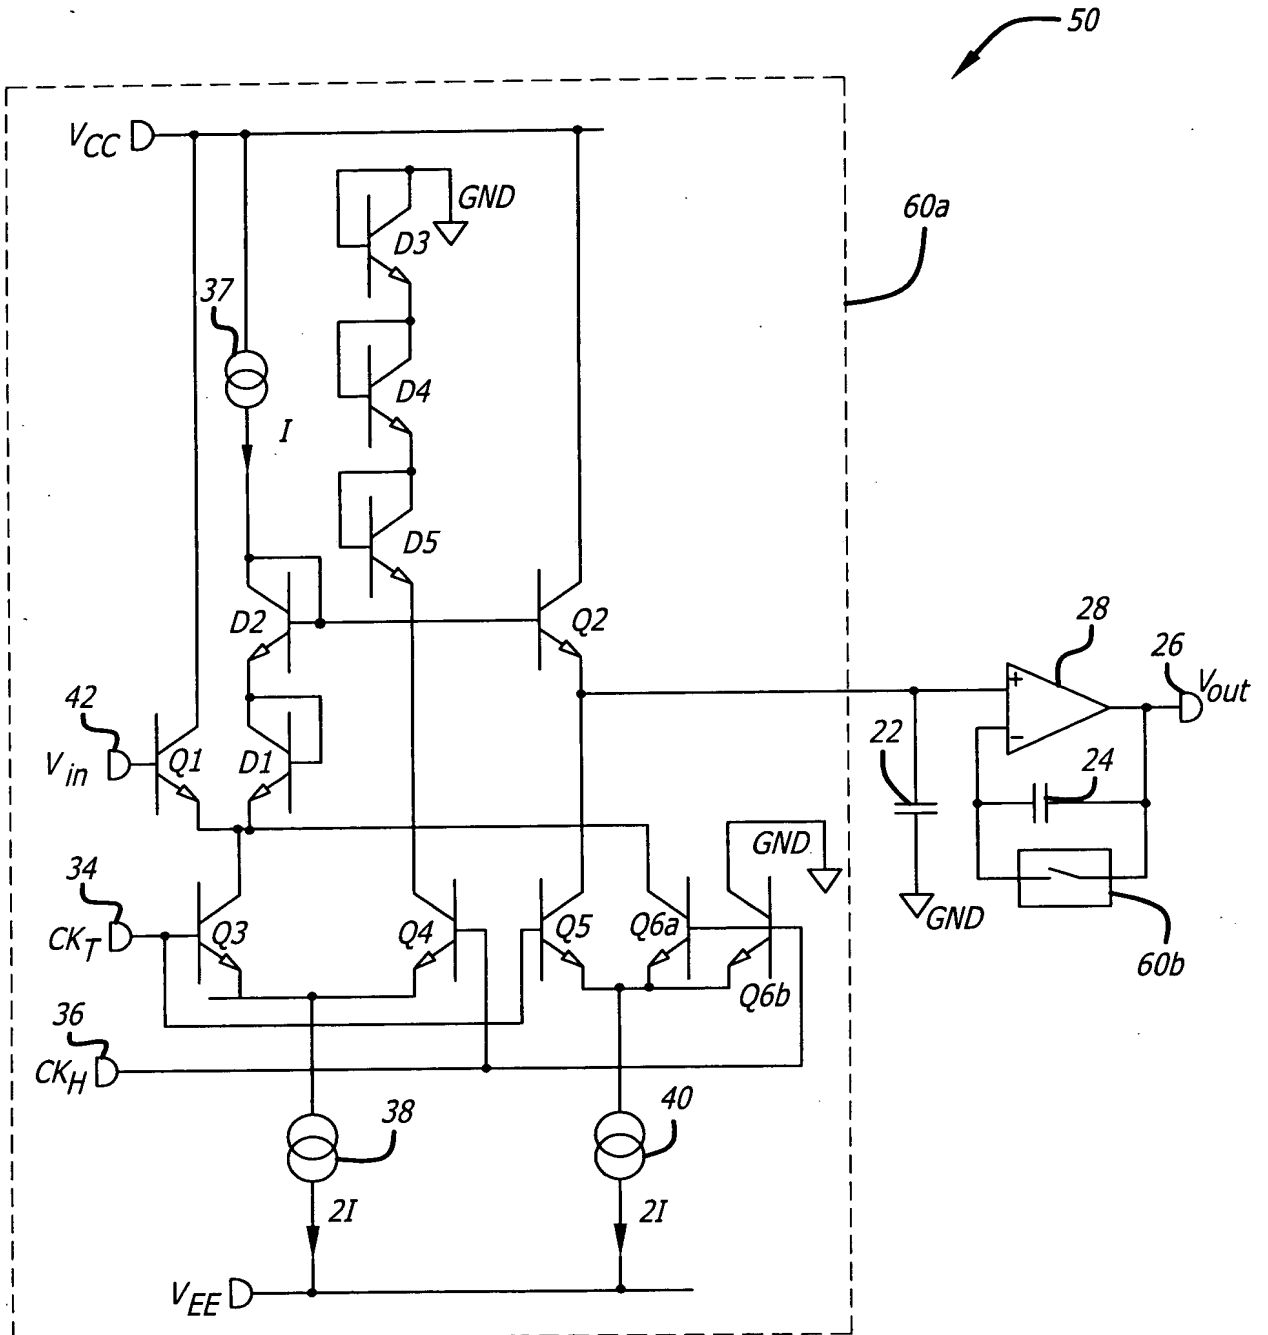 50
VCC
GND
D3
60a
37
D4
I
D5
D2
Q2
28
26
Vout
+
−
42
Vin
Q1
D1
22
24
34
GND
CKT
Q3
Q4
Q5
Q6a
GND
Q6b
60b
36
CKH
38
40
2I
2I
VEE